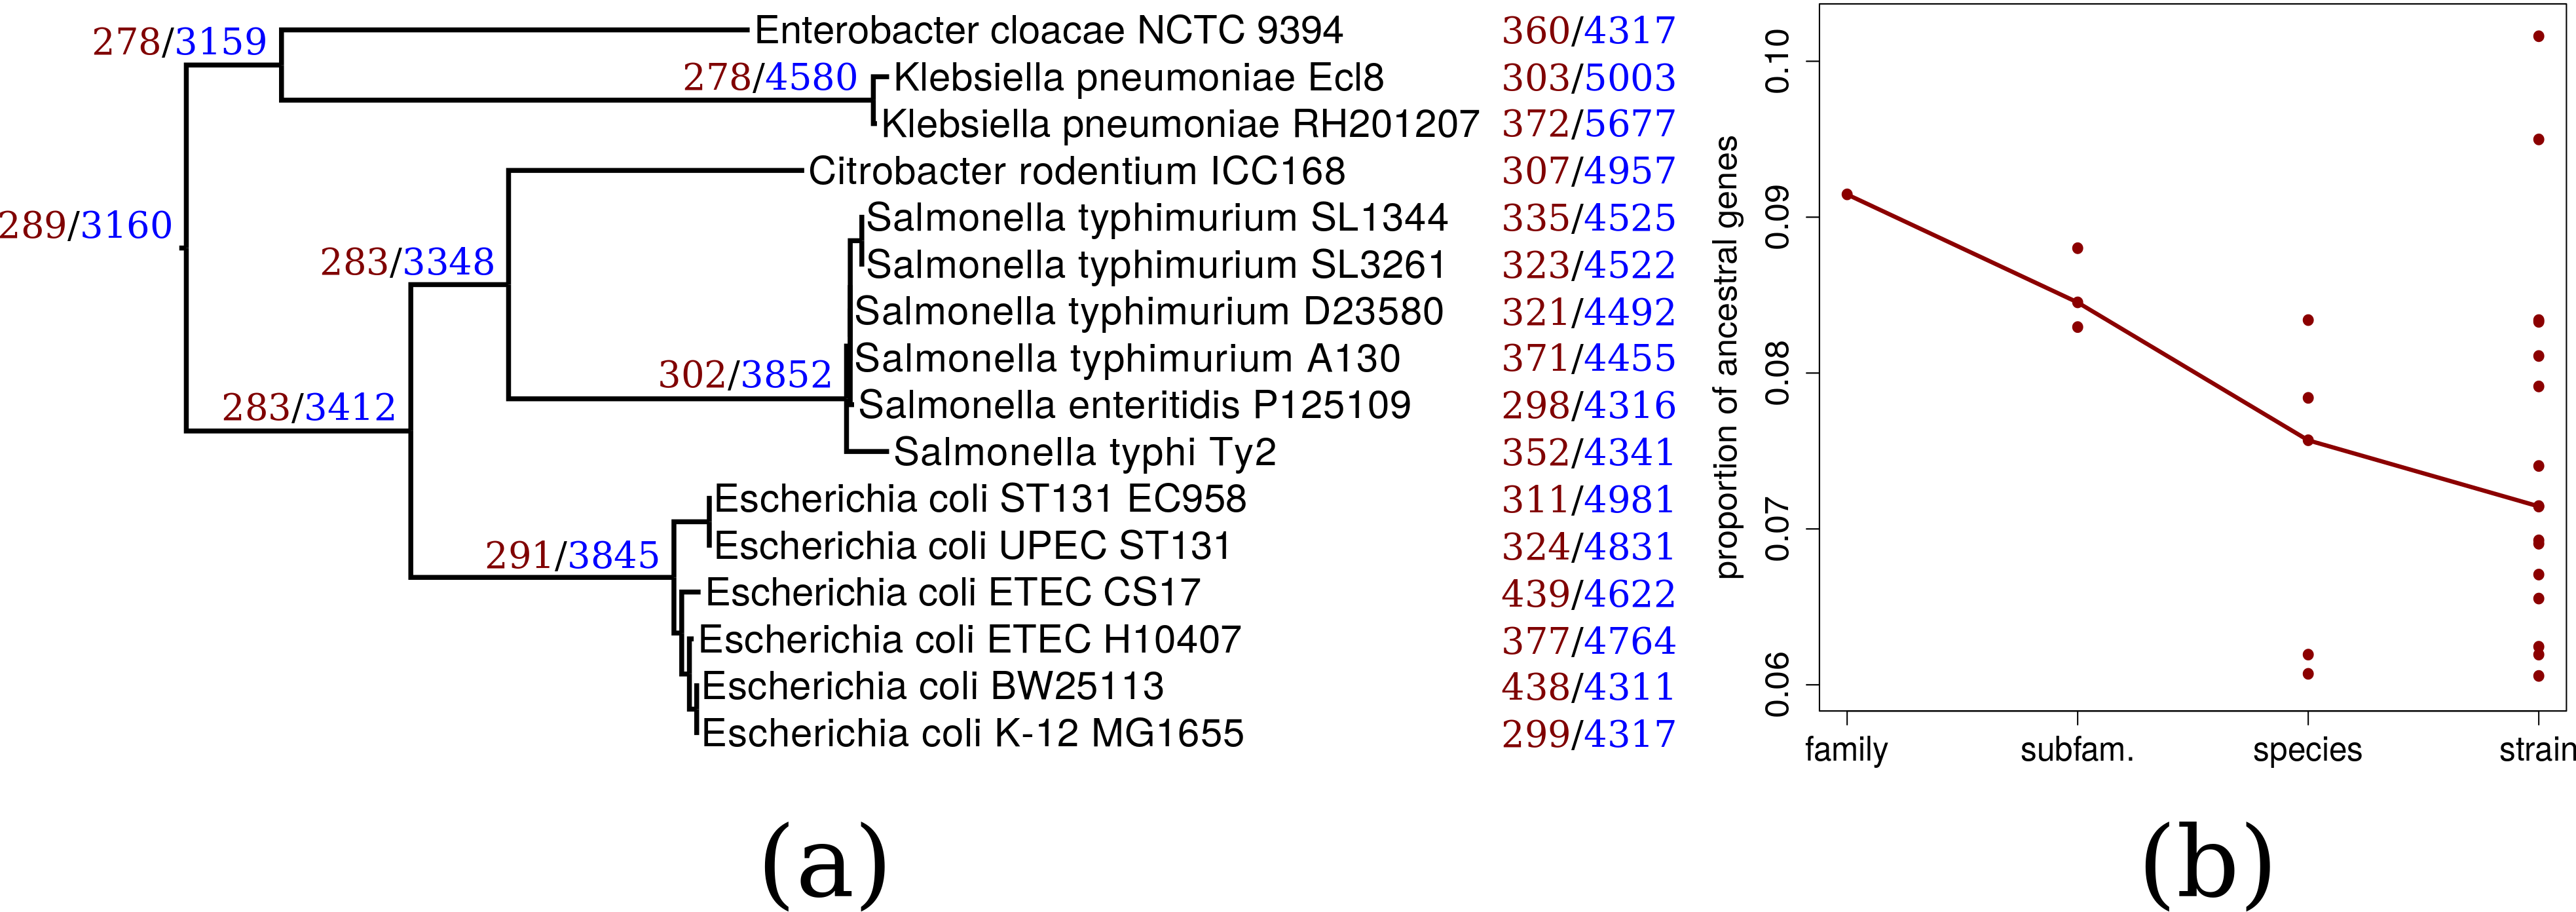 278/3159
Enterobacter cloacae NCTC 9394 360/4317
278/4580
Klebsiella pneumoniae Ecl8 303/5003
Klebsiella pneumoniae RH201207 372/5677
Citrobacter rodentium ICC168 307/4957
289/3160
Salmonella typhimurium SL1344 335/4525
283/3348
Salmonella typhimurium SL3261 323/4522
Salmonella typhimurium D23580 321/4492
302/3852
Salmonella typhimurium A130 371/4455
283/3412
Salmonella enteritidis P125109 298/4316
Salmonella typhi Ty2 352/4341
Escherichia coli ST131 EC958 311/4981
291/3845
Escherichia coli UPEC ST131 324/4831
Escherichia coli ETEC CS17 439/4622
Escherichia coli ETEC H10407 377/4764
Escherichia coli BW25113 438/4311
Escherichia coli K-12 MG1655 299/4317
(a)
proportion of ancestral genes
0.10
0.09
0.08
0.07
0.06
family subfam. species strain
(b)